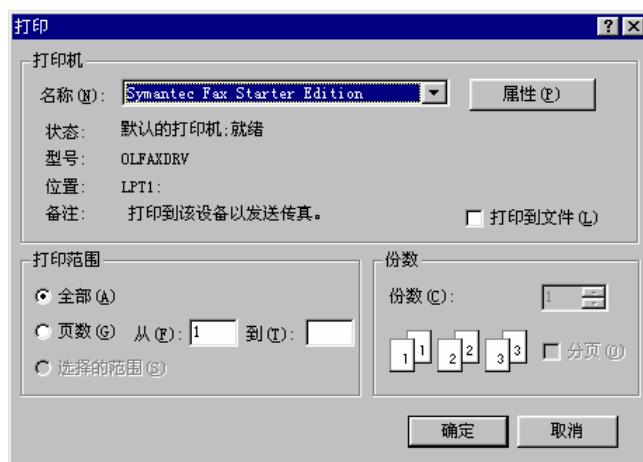 打印
打印机
名称(N): Symantec Fax Starter Edition 属性(P)
状态: 默认的打印机;就绪
型号: OLFAXDRV
位置: LPT1:
备注: 打印到该设备以发送传真。 打印到文件(L)
打印范围
全部(A)
页数(G) 从(F): 1 到(T):
选择的范围(S)
份数
份数(C): 1
1 1 2 2 3 3 分页(O)
确定 取消